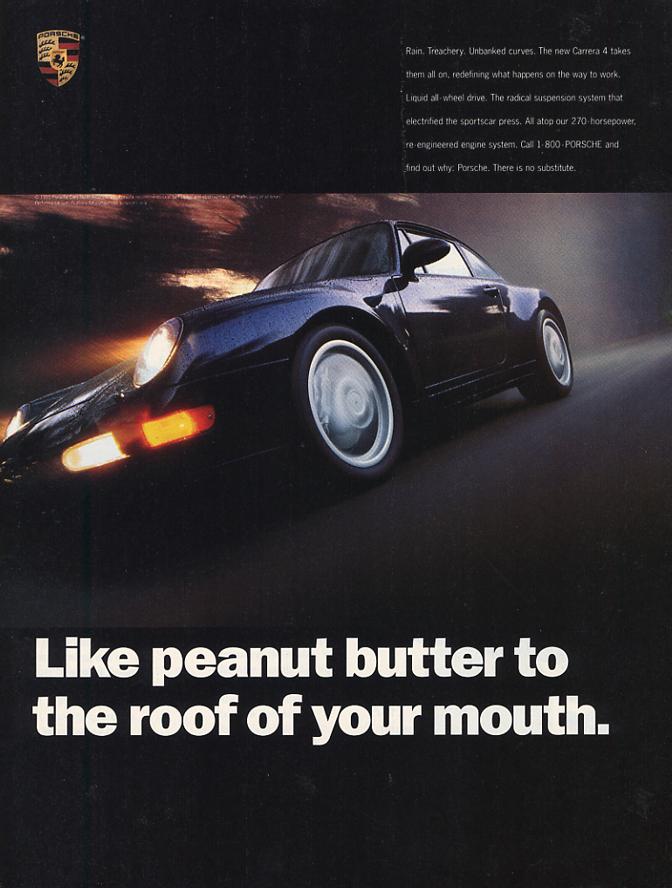 PORSCHE
Rain. Treachery. Unbanked curves. The new Carrera 4 takes
them all on, redefining what happens on the way to work.
Liquid all-wheel drive. The radical suspension system that
electrified the sportscar press. All atop our 270-horsepower,
re-engineered engine system. Call 1-800-PORSCHE and
find out why: Porsche. There is no substitute.
Like peanut butter to
the roof of your mouth.